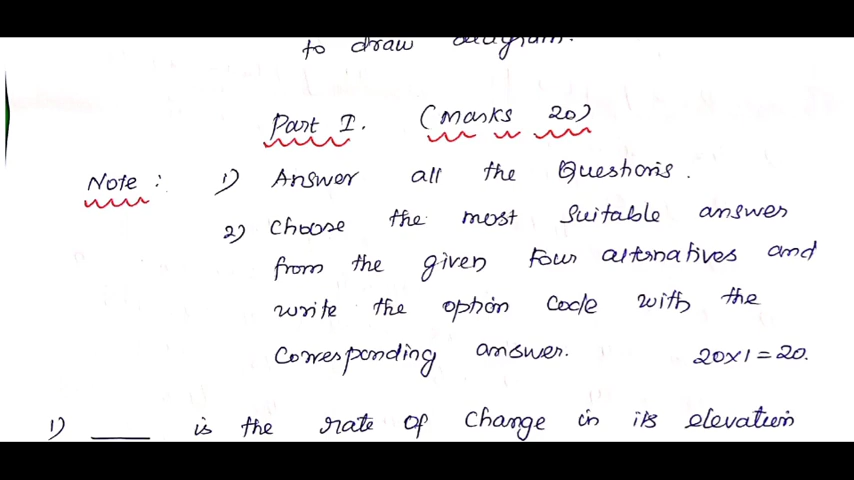 to draw diagram.
Part I. (Marks 20)
Note: 1) Answer all the Questions.
2) Choose the most suitable answer
from the given four alternatives and
write the option code with the
corresponding answer. 20x1=20.
1) ____ is the rate of change in its elevation